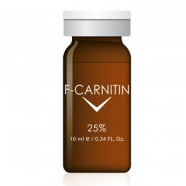 F-CARNITIN
25%
10 ml e / 0.34 FL.Oz.